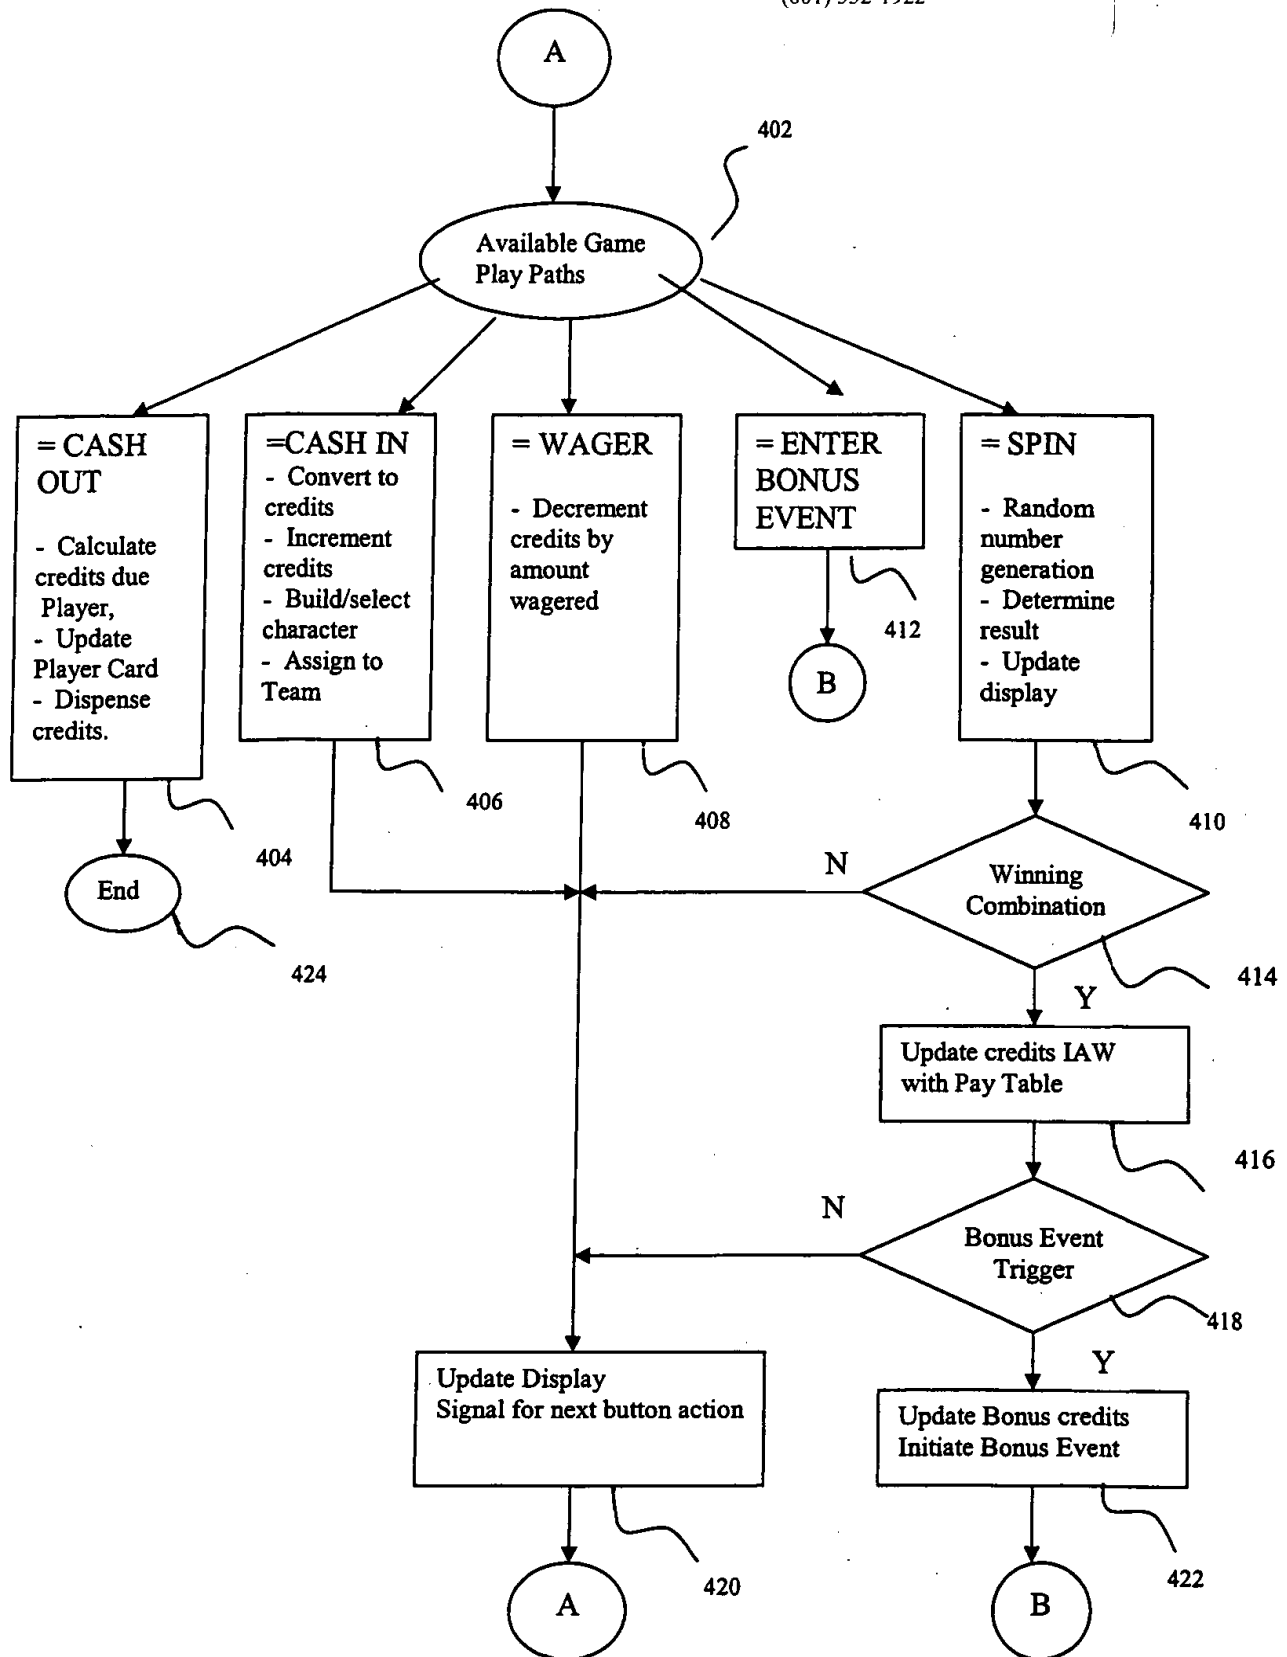 A
402
Available Game
Play Paths
= CASH
OUT
- Calculate
credits due
Player,
- Update
Player Card
- Dispense
credits.
=CASH IN
- Convert to
credits
- Increment
credits
- Build/select
character
- Assign to
Team
= WAGER
- Decrement
credits by
amount
wagered
= ENTER
BONUS
EVENT
= SPIN
- Random
number
generation
- Determine
result
- Update
display
412
B
406
408
410
404
End
424
N
Winning
Combination
414
Y
Update credits IAW
with Pay Table
416
N
Bonus Event
Trigger
418
Y
Update Display
Signal for next button action
Update Bonus credits
Initiate Bonus Event
420
422
A
B